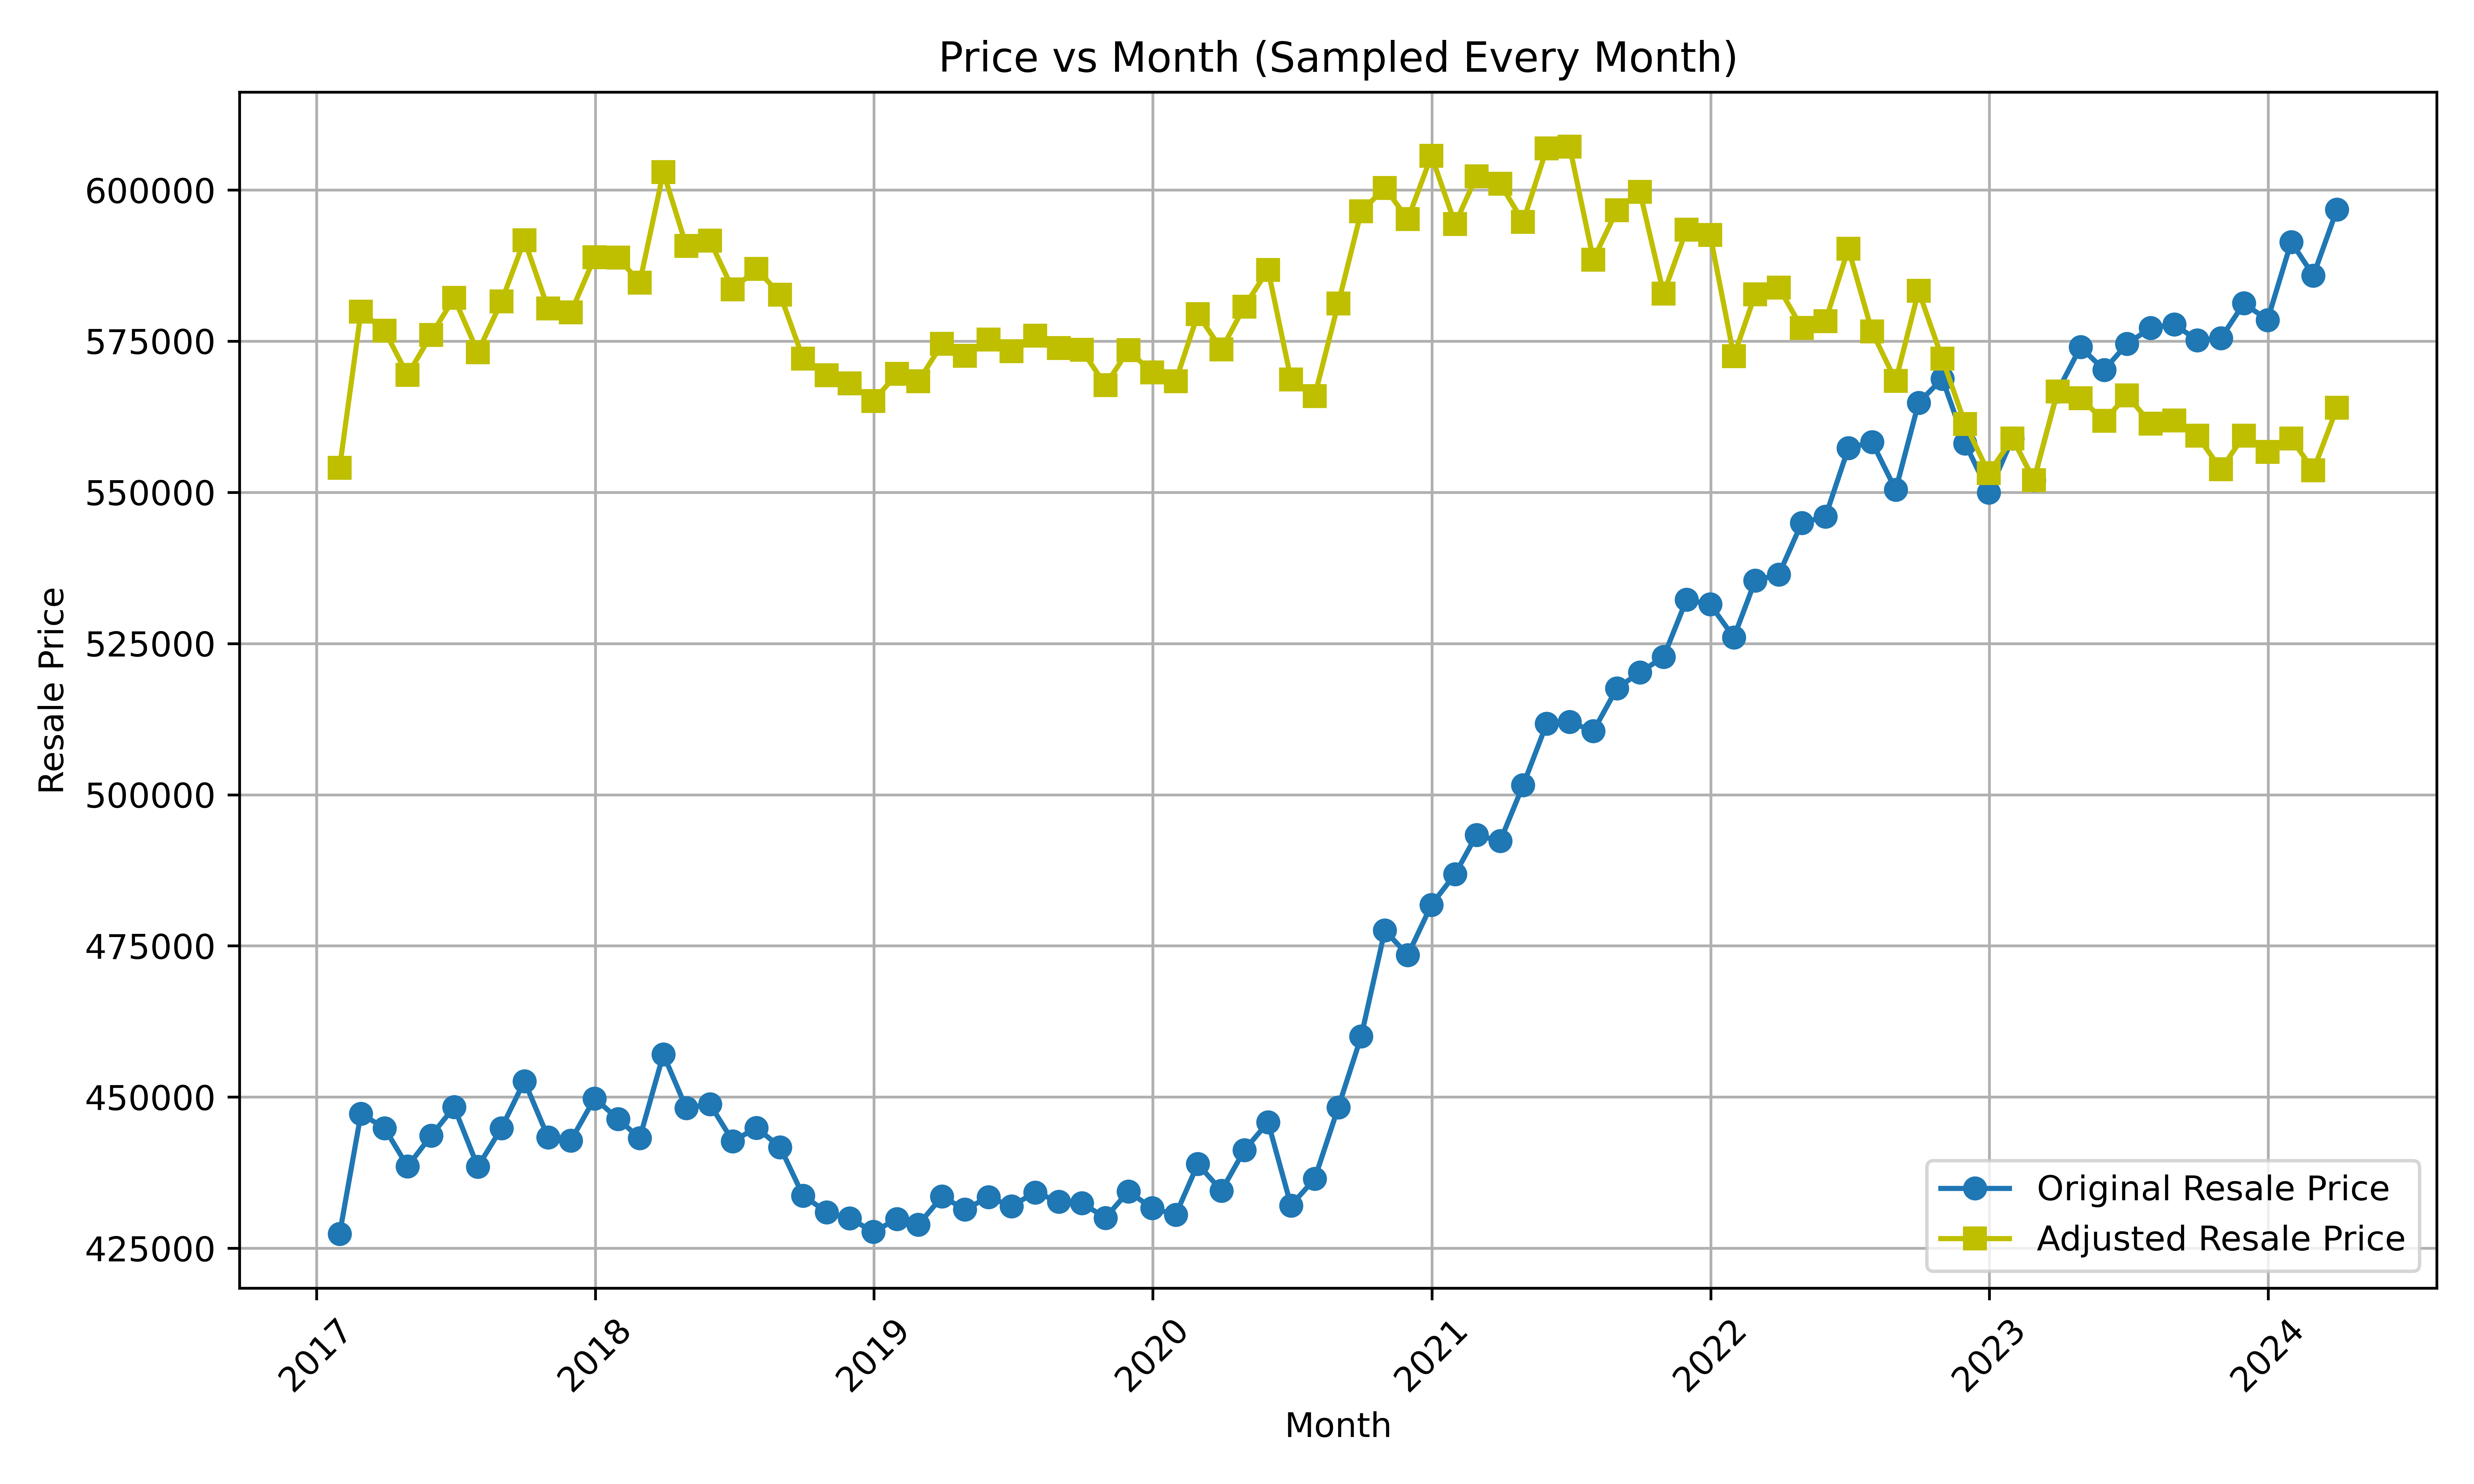 Price vs Month (Sampled Every Month)
Resale Price
600000
575000
550000
525000
500000
475000
450000
425000
Original Resale Price
Adjusted Resale Price
2017 2018 2019 2020 2021 2022 2023 2024
Month